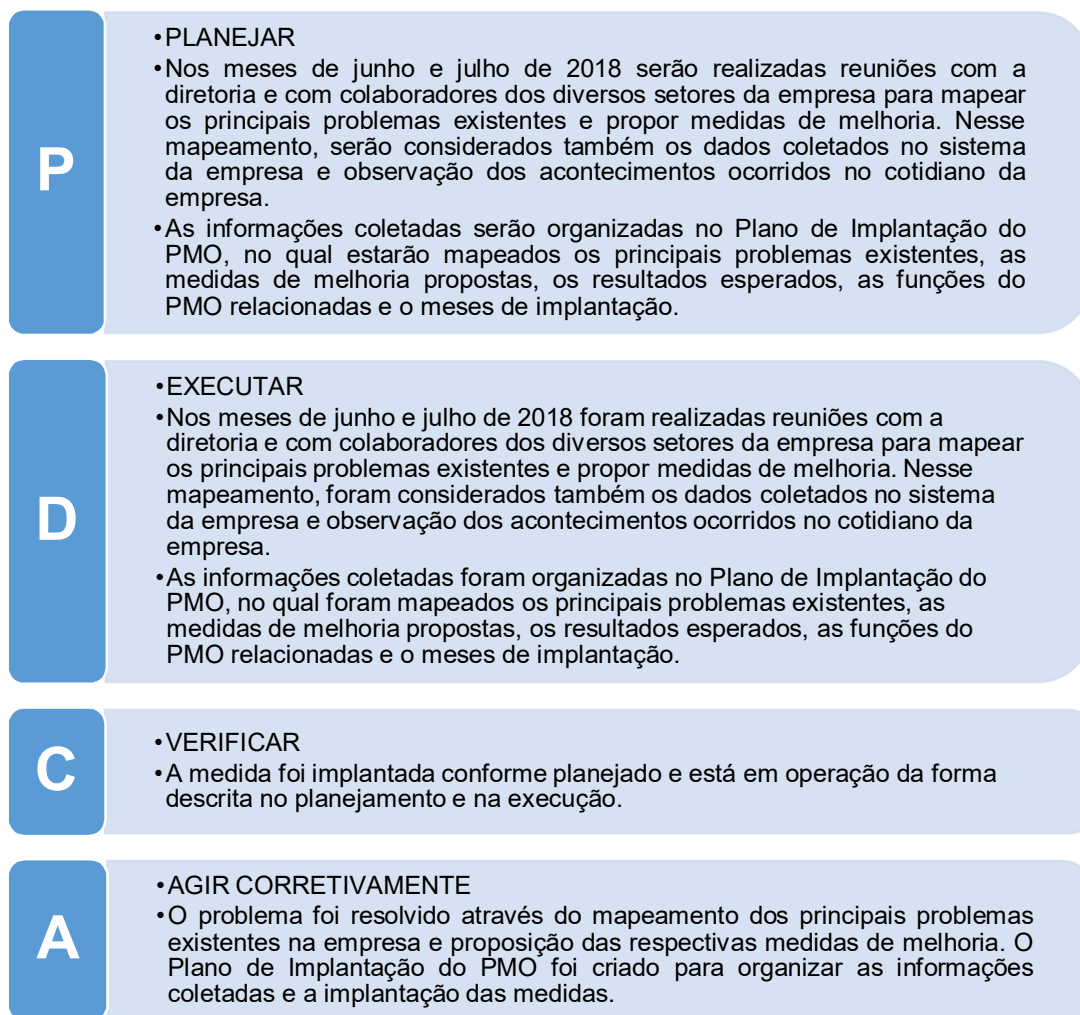 P
•PLANEJAR
•Nos meses de junho e julho de 2018 serão realizadas reuniões com a
diretoria e com colaboradores dos diversos setores da empresa para mapear
os principais problemas existentes e propor medidas de melhoria. Nesse
mapeamento, serão considerados também os dados coletados no sistema
da empresa e observação dos acontecimentos ocorridos no cotidiano da
empresa.
•As informações coletadas serão organizadas no Plano de Implantação do
PMO, no qual estarão mapeados os principais problemas existentes, as
medidas de melhoria propostas, os resultados esperados, as funções do
PMO relacionadas e o meses de implantação.
D
•EXECUTAR
•Nos meses de junho e julho de 2018 foram realizadas reuniões com a
diretoria e com colaboradores dos diversos setores da empresa para mapear
os principais problemas existentes e propor medidas de melhoria. Nesse
mapeamento, foram considerados também os dados coletados no sistema
da empresa e observação dos acontecimentos ocorridos no cotidiano da
empresa.
•As informações coletadas foram organizadas no Plano de Implantação do
PMO, no qual foram mapeados os principais problemas existentes, as
medidas de melhoria propostas, os resultados esperados, as funções do
PMO relacionadas e o meses de implantação.
C
•VERIFICAR
•A medida foi implantada conforme planejado e está em operação da forma
descrita no planejamento e na execução.
A
•AGIR CORRETIVAMENTE
•O problema foi resolvido através do mapeamento dos principais problemas
existentes na empresa e proposição das respectivas medidas de melhoria. O
Plano de Implantação do PMO foi criado para organizar as informações
coletadas e a implantação das medidas.